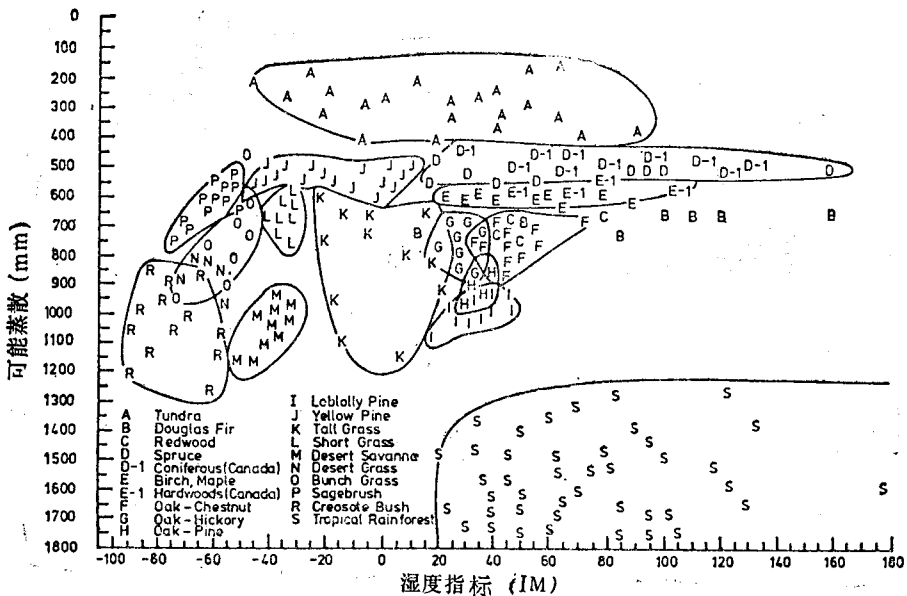 可能蒸散 (mm)
0
100
200
300
400
500
600
700
800
900
1000
1100
1200
1300
1400
1500
1600
1700
1800
A Tundra
B Douglas Fir
C Redwood
D Spruce
D-1 Coniferous(Canada)
E Birch, Maple
E-1 Hardwoods(Canada)
F Oak-Chestnut
G Oak-Hickory
H Oak-Pine
I Loblolly Pine
J Yellow Pine
K Tall Grass
L Short Grass
M Desert Savanna
N Desert Grass
O Bunch Grass
P Sagebrush
R Creosote Bush
S Tropical Rainforest
-100 -80 -60 -40 -20 0 20 40 60 80 100 120 140 160 180
湿度指标 (IM)